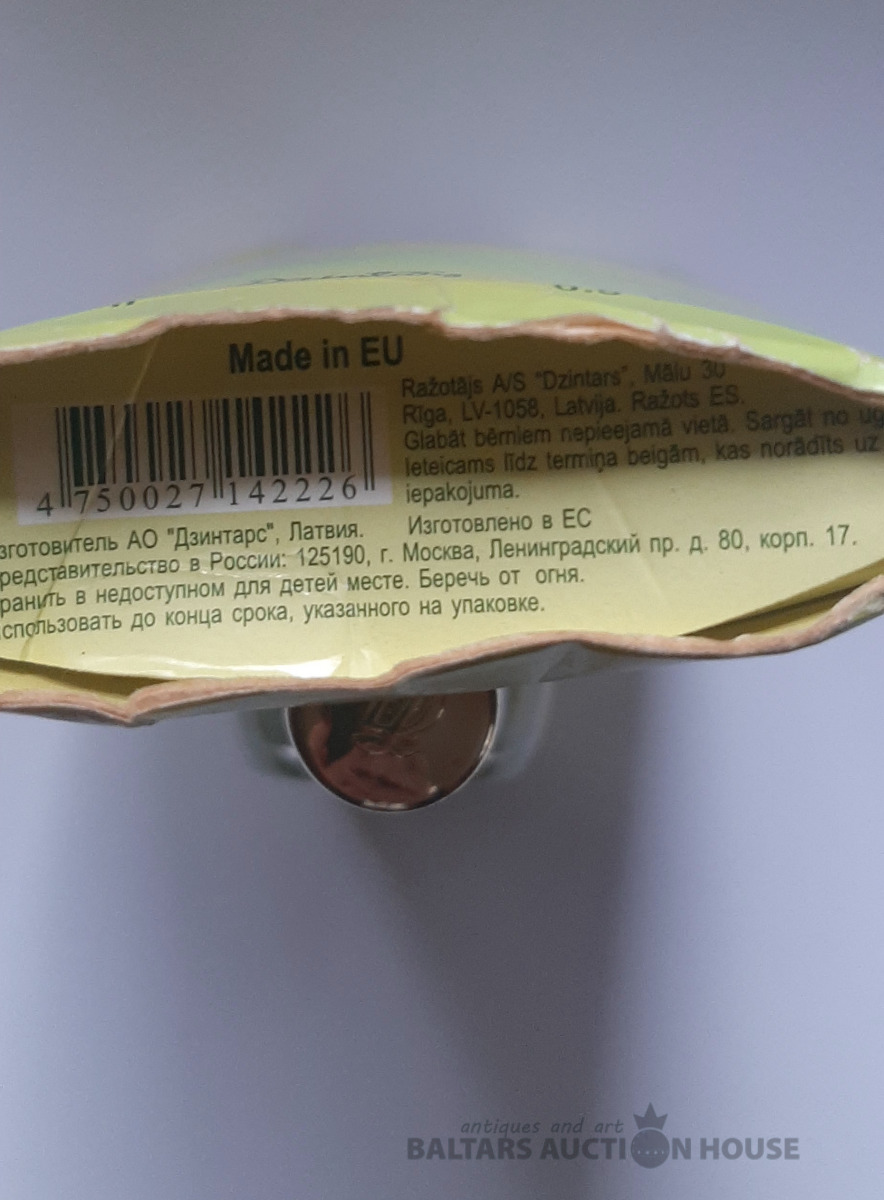 Made in EU
Ražotājs A/S "Dzintars", Mālu 30
Rīga, LV-1058, Latvija. Ražots ES.
Glabāt bērniem nepieejamā vietā. Sargāt no ug
Ieteicams līdz termiņa beigām, kas norādīts uz
iepakojuma.
4 750027 142226
зготовитель АО "Дзинтарс", Латвия. Изготовлено в ЕС
редставительство в России: 125190, г. Москва, Ленинградский пр. д. 80, корп. 17.
ранить в недоступном для детей месте. Беречь от огня.
спользовать до конца срока, указанного на упаковке.
antiques and art
BALTARS AUCTION HOUSE